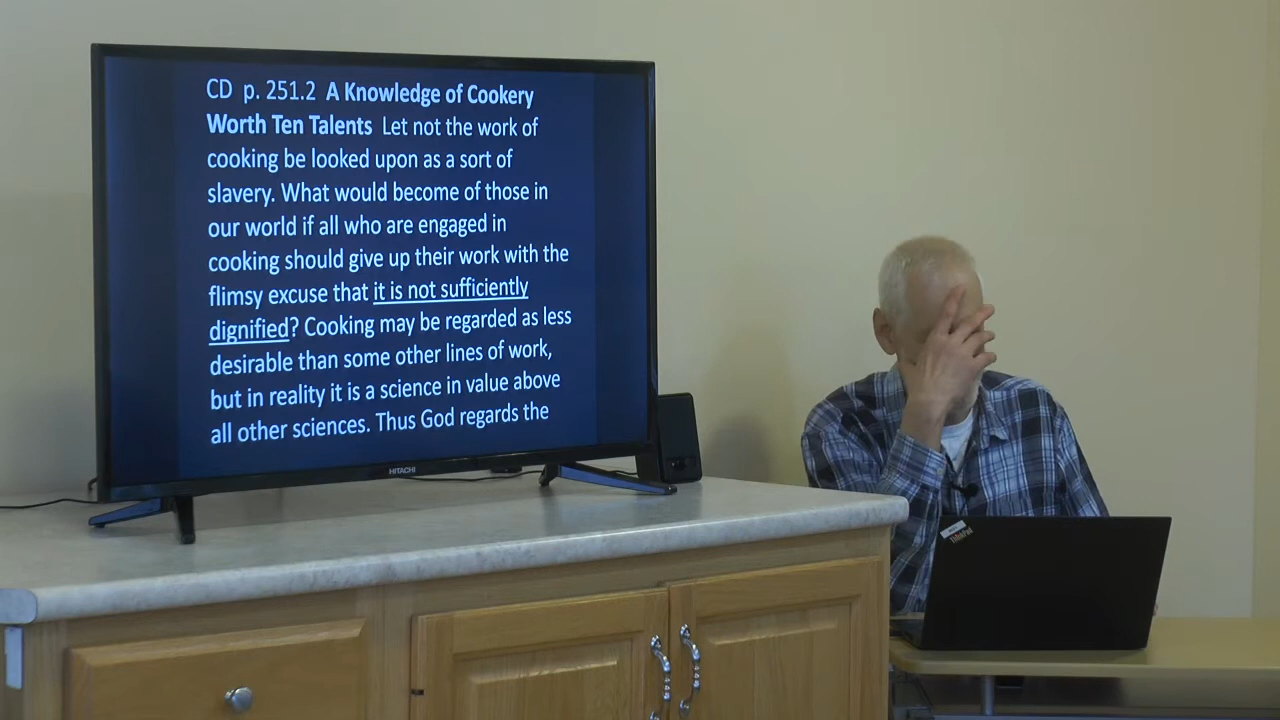 CD p. 251.2 A Knowledge of Cookery
Worth Ten Talents Let not the work of
cooking be looked upon as a sort of
slavery. What would become of those in
our world if all who are engaged in
cooking should give up their work with the
flimsy excuse that it is not sufficiently
dignified? Cooking may be regarded as less
desirable than some other lines of work,
but in reality it is a science in value above
all other sciences. Thus God regards the
HITACHI
ThinkPad